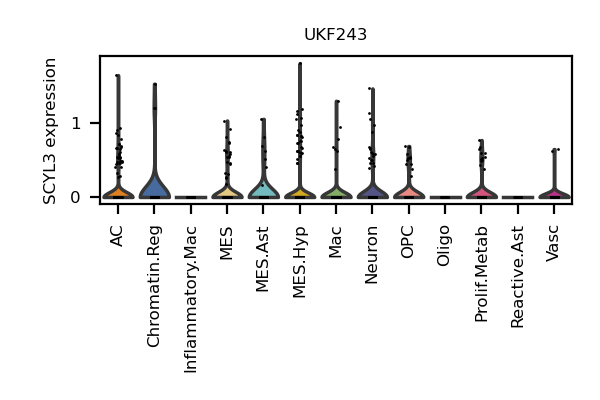 UKF243
SCYL3 expression
1
0
AC
Chromatin.Reg
Inflammatory.Mac
MES
MES.Ast
MES.Hyp
Mac
Neuron
OPC
Oligo
Prolif.Metab
Reactive.Ast
Vasc